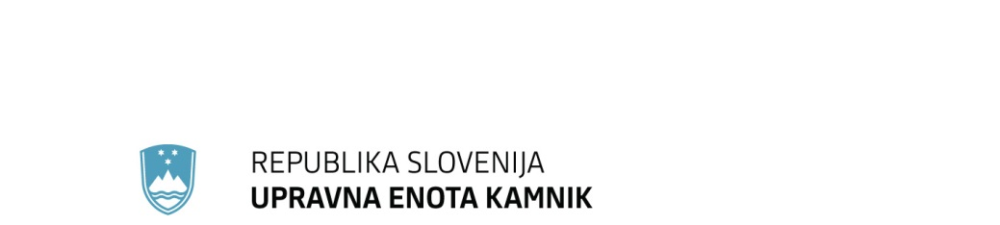 REPUBLIKA SLOVENIJA
UPRAVNA ENOTA KAMNIK